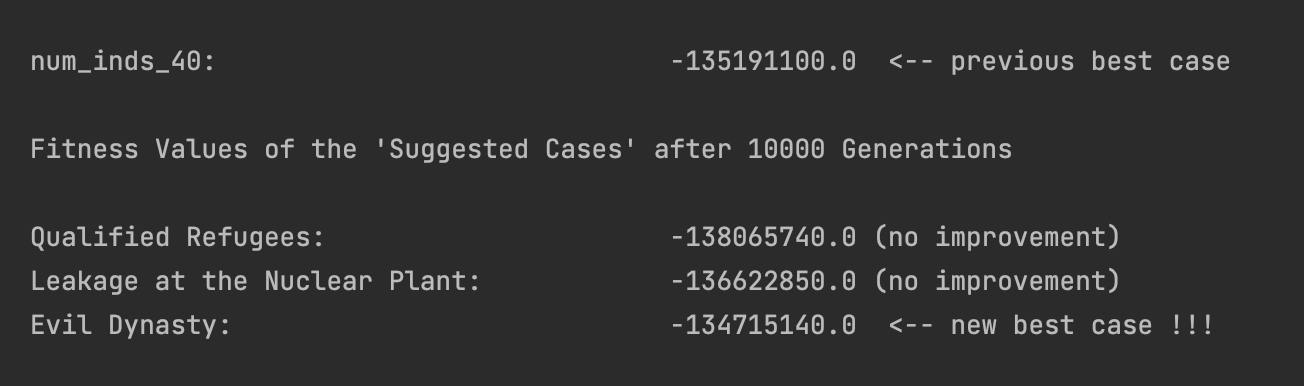 num_inds_40: -135191100.0 <-- previous best case
Fitness Values of the 'Suggested Cases' after 10000 Generations
Qualified Refugees: -138065740.0 (no improvement)
Leakage at the Nuclear Plant: -136622850.0 (no improvement)
Evil Dynasty: -134715140.0 <-- new best case !!!